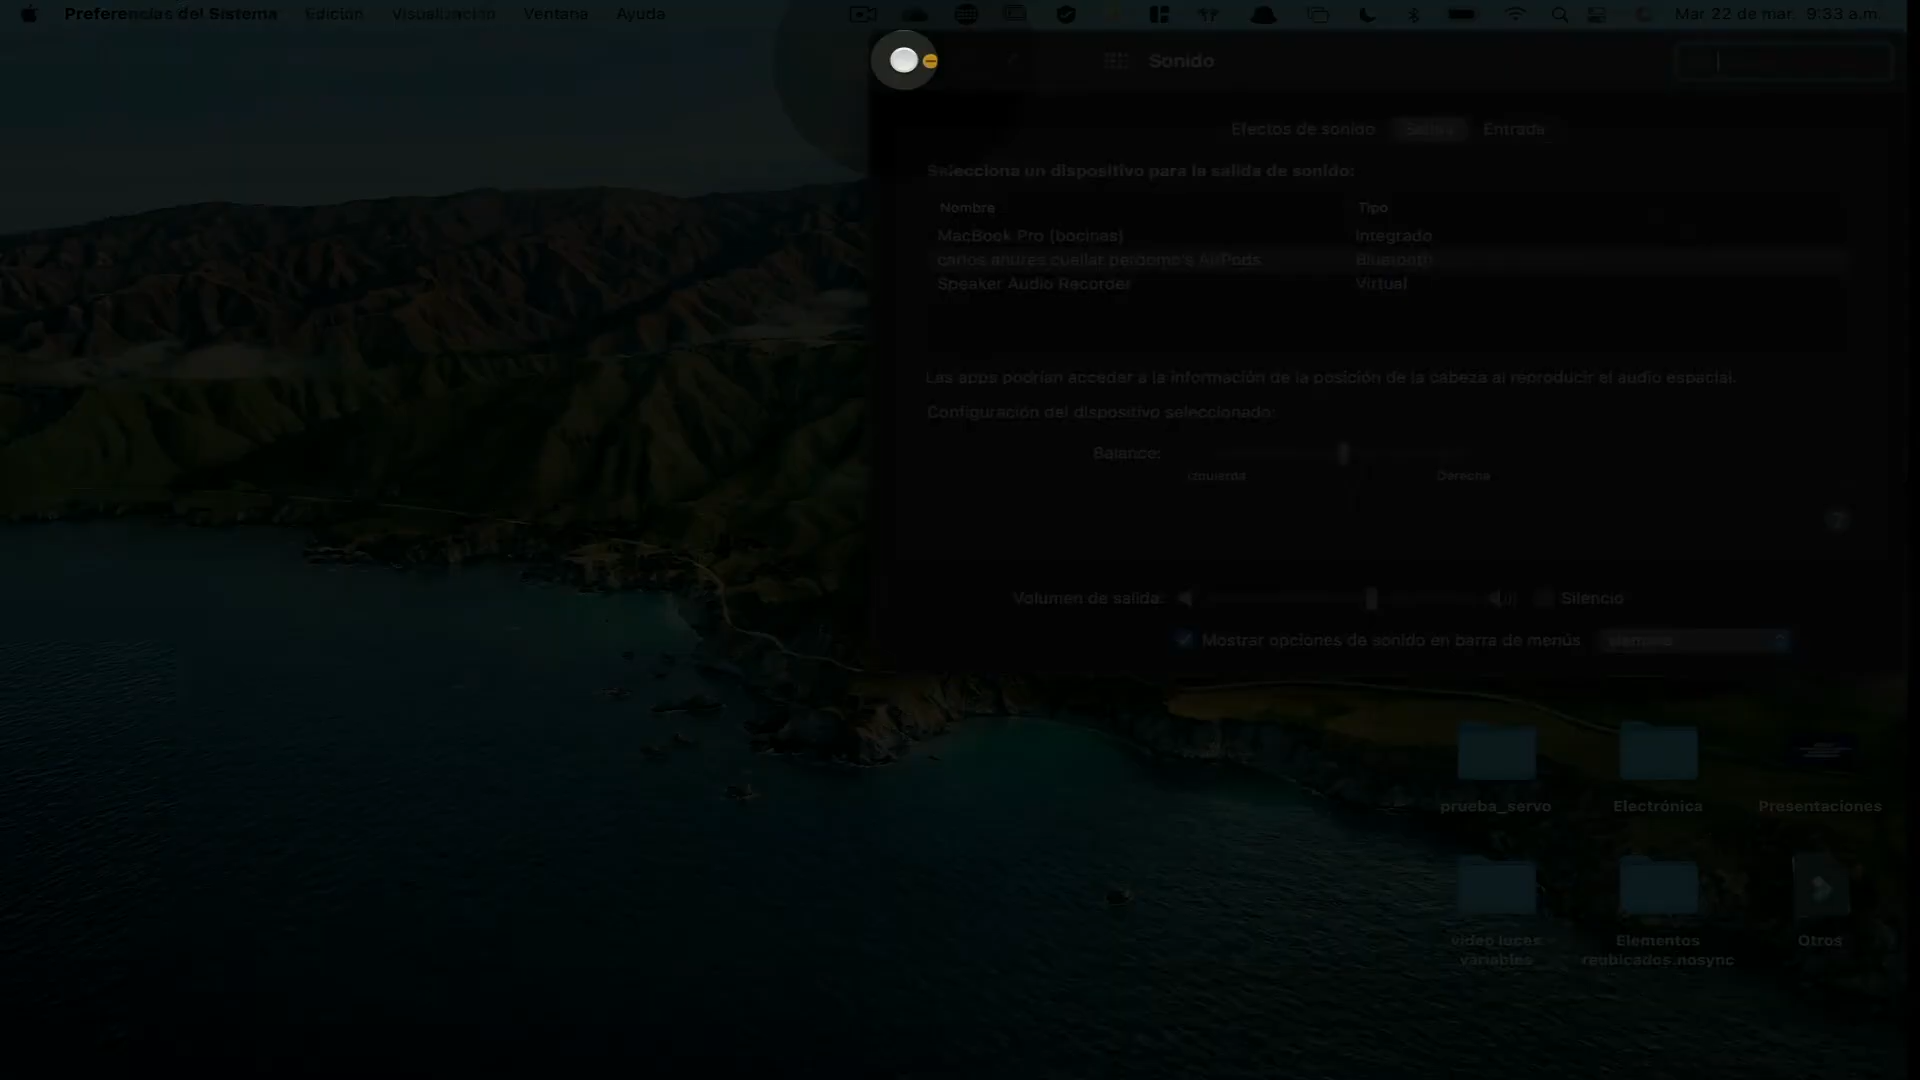 Preferencias del Sistema Edición Visualización Ventana Ayuda Mar 22 de mar. 9:33 a.m.
Sonido
Efectos de sonido Salida Entrada
Selecciona un dispositivo para la salida de sonido:
Nombre Tipo
MacBook Pro (bocinas) Integrado
carlos andres cuellar perdomo's AirPods Bluetooth
Speaker Audio Recorder Virtual
Las apps podrían acceder a la información de la posición de la cabeza al reproducir el audio espacial.
Configuración del dispositivo seleccionado:
Balance:
Izquierda Derecha
?
Volumen de salida: Silencio
Mostrar opciones de sonido en barra de menús siempre
prueba_servo Electrónica Presentaciones
video luces variables
Elementos reubicados.nosync
Otros